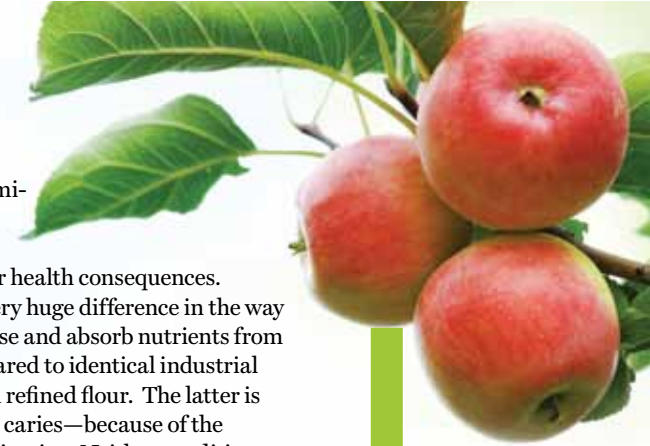 mi-
r health consequences.
ery huge difference in the way
se and absorb nutrients from
ared to identical industrial
refined flour.  The latter is
caries—because of the